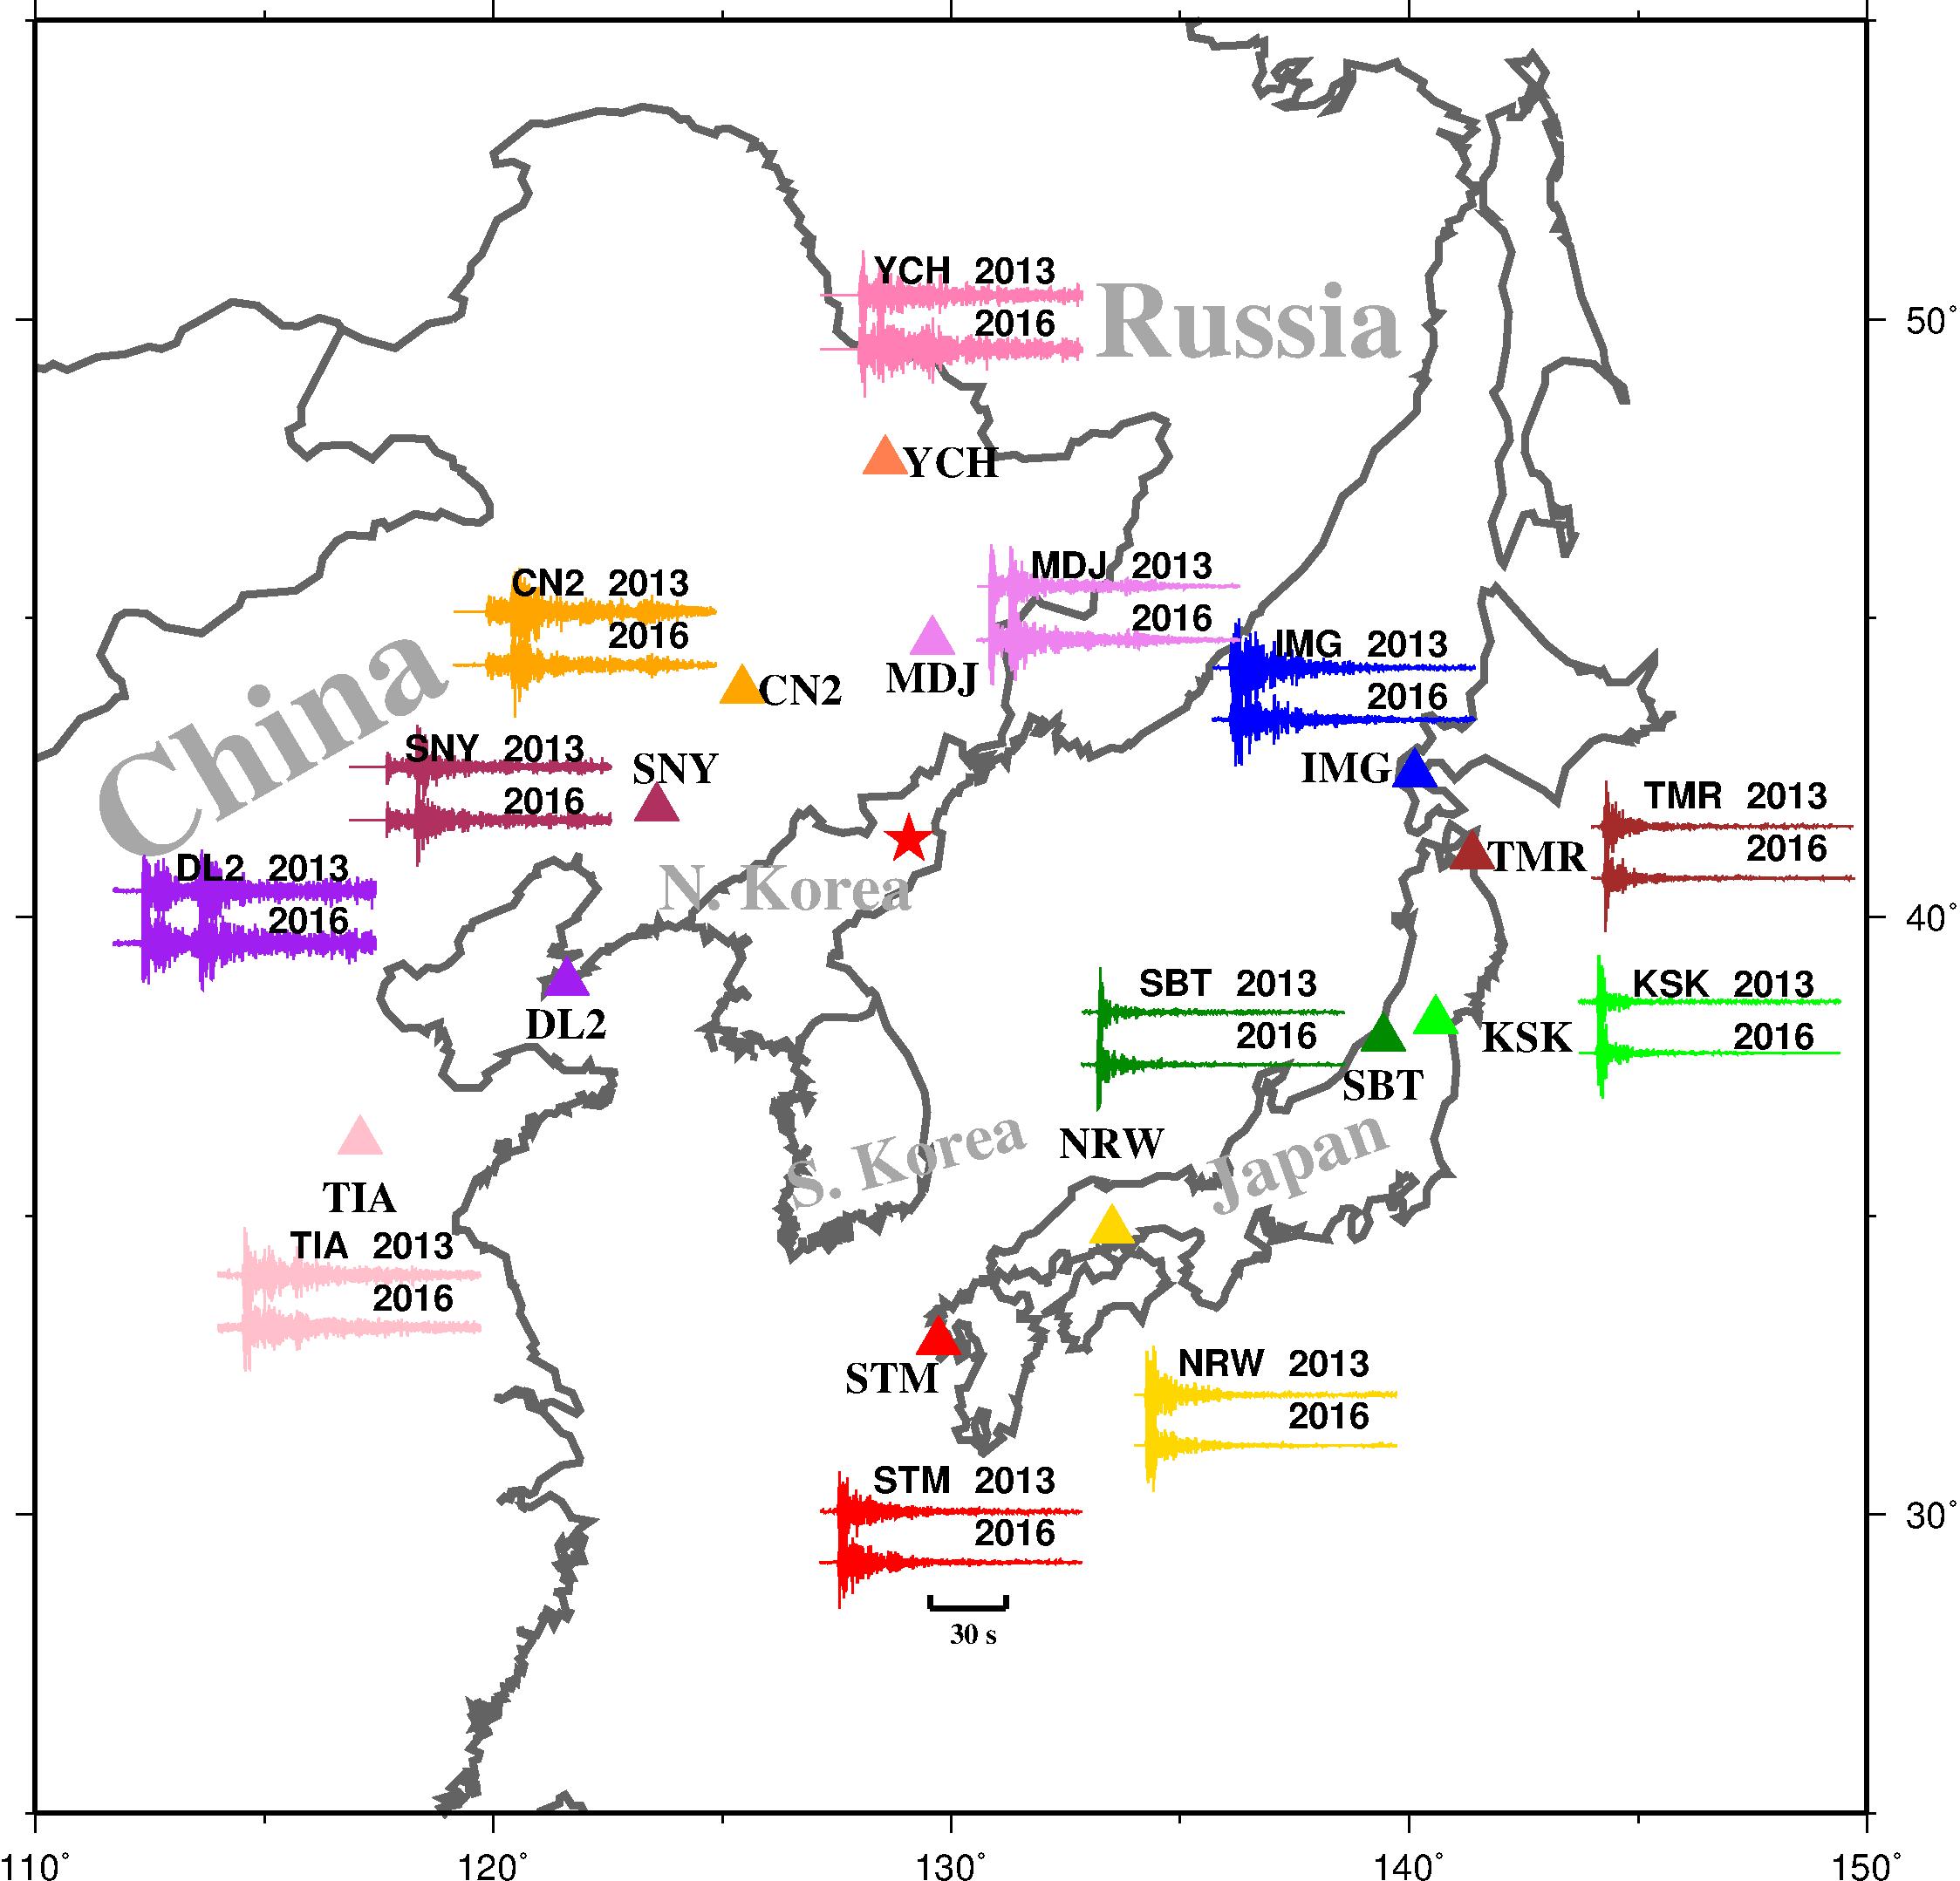 YCH 2013
2016
Russia
50°
YCH
CN2 2013
2016
MDJ 2013
2016
MDJ
CN2
IMG 2013
2016
China
SNY 2013
2016
SNY
IMG
TMR 2013
2016
TMR
DL2 2013
2016
N. Korea
40°
DL2
SBT 2013
2016
KSK 2013
2016
KSK
SBT
NRW
S. Korea
Japan
TIA
TIA 2013
2016
STM
NRW 2013
2016
STM 2013
2016
30°
30 s
110°
120°
130°
140°
150°